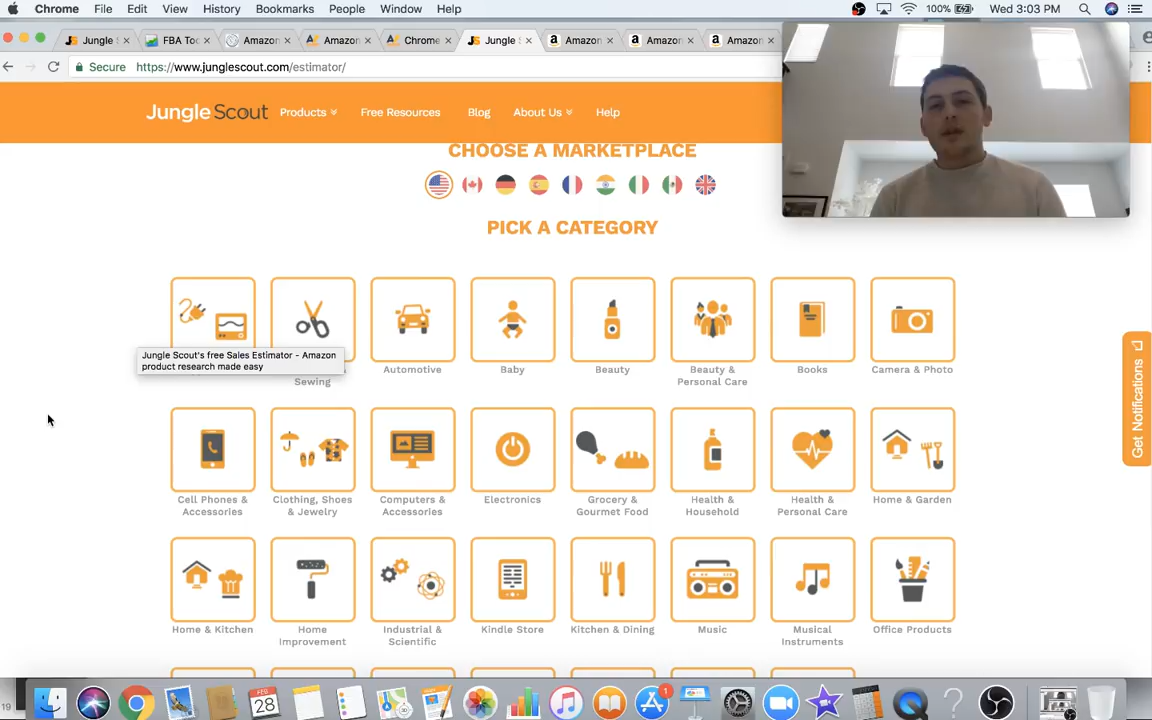 Chrome File Edit View History Bookmarks People Window Help 100% Wed 3:03 PM
Jungle S FBA Too Amazon Amazon Chrome Jungle S Amazon Amazon Amazon
Secure https://www.junglescout.com/estimator/
Jungle Scout Products Free Resources Blog About Us Help
CHOOSE A MARKETPLACE
PICK A CATEGORY
Jungle Scout's free Sales Estimator - Amazon
product research made easy
Sewing
Automotive
Baby
Beauty
Beauty &
Personal Care
Books
Camera & Photo
Cell Phones &
Accessories
Clothing, Shoes
& Jewelry
Computers &
Accessories
Electronics
Grocery &
Gourmet Food
Health &
Household
Health &
Personal Care
Home & Garden
Home & Kitchen
Home
Improvement
Industrial &
Scientific
Kindle Store
Kitchen & Dining
Music
Musical
Instruments
Office Products
Get Notifications
FEB
28
1
19